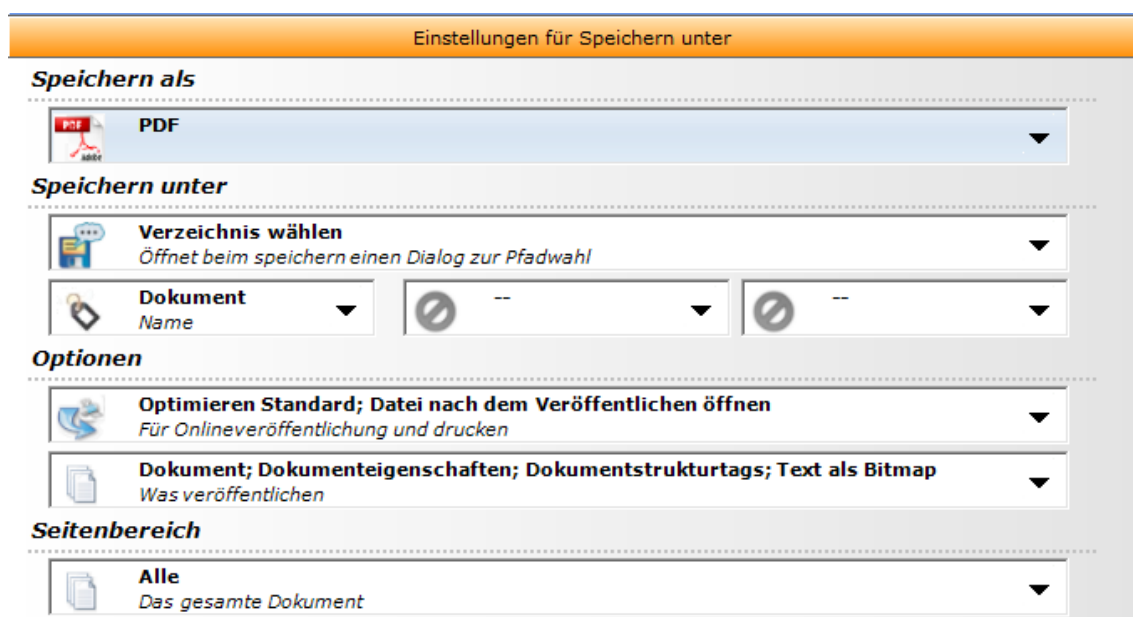 Einstellungen für Speichern unter
Speichern als
PDF
PDF
Adobe
Speichern unter
Verzeichnis wählen
Öffnet beim speichern einen Dialog zur Pfadwahl
Dokument -- --
Name
Optionen
Optimieren Standard; Datei nach dem Veröffentlichen öffnen
Für Onlineveröffentlichung und drucken
Dokument; Dokumenteigenschaften; Dokumentstrukturtags; Text als Bitmap
Was veröffentlichen
Seitenbereich
Alle
Das gesamte Dokument